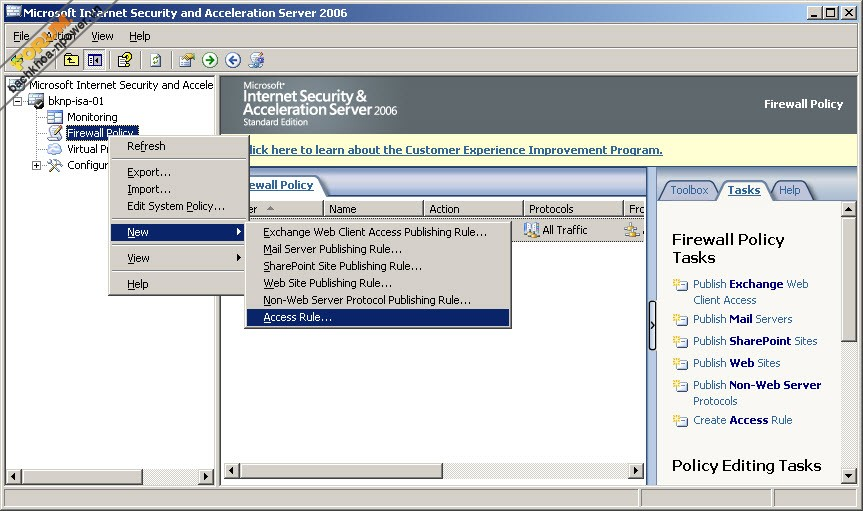 Microsoft Internet Security and Acceleration Server 2006
File Action View Help
FORUM
bachkhoa-npower.vn
Microsoft Internet Security and Accele
bknp-isa-01
Monitoring
Firewall Policy
Virtual Pr
Configur
Refresh
Export...
Import...
Edit System Policy...
New
View
Help
Exchange Web Client Access Publishing Rule...
Mail Server Publishing Rule...
SharePoint Site Publishing Rule...
Web Site Publishing Rule...
Non-Web Server Protocol Publishing Rule...
Access Rule...
Microsoft
Internet Security &
Acceleration Server 2006
Standard Edition
Firewall Policy
lick here to learn about the Customer Experience Improvement Program.
ewall Policy
er Name Action Protocols Fro
All Traffic
Toolbox Tasks Help
Firewall Policy
Tasks
Publish Exchange Web
Client Access
Publish Mail Servers
Publish SharePoint Sites
Publish Web Sites
Publish Non-Web Server
Protocols
Create Access Rule
Policy Editing Tasks